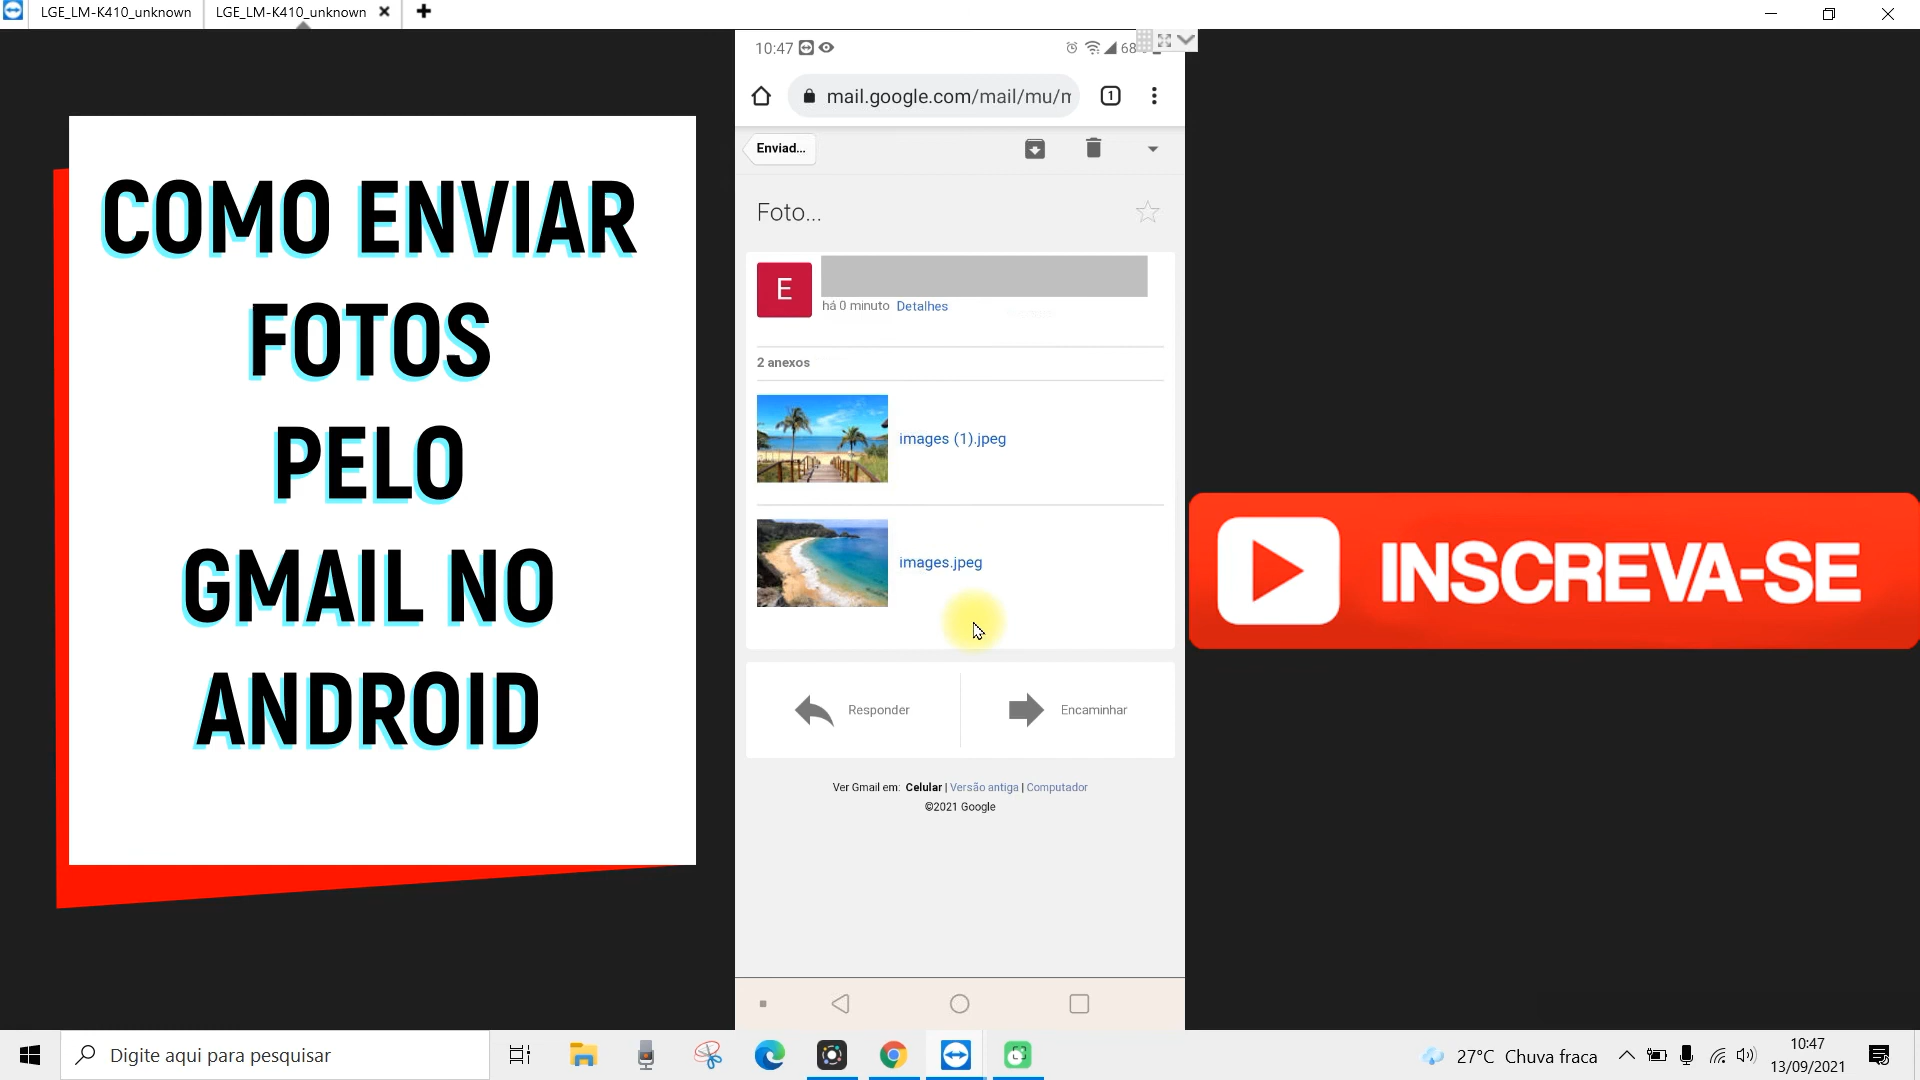 LGE_LM-K410_unknown
LGE_LM-K410_unknown
10:47
68
mail.google.com/mail/mu/m
1
Enviad...
Foto...
E
há 0 minuto Detalhes
2 anexos
images (1).jpeg
images.jpeg
Responder
Encaminhar
Ver Gmail em: Celular | Versão antiga | Computador
©2021 Google
COMO ENVIAR
FOTOS
PELO
GMAIL NO
ANDROID
INSCREVA-SE
Digite aqui para pesquisar
27°C Chuva fraca
10:47
13/09/2021